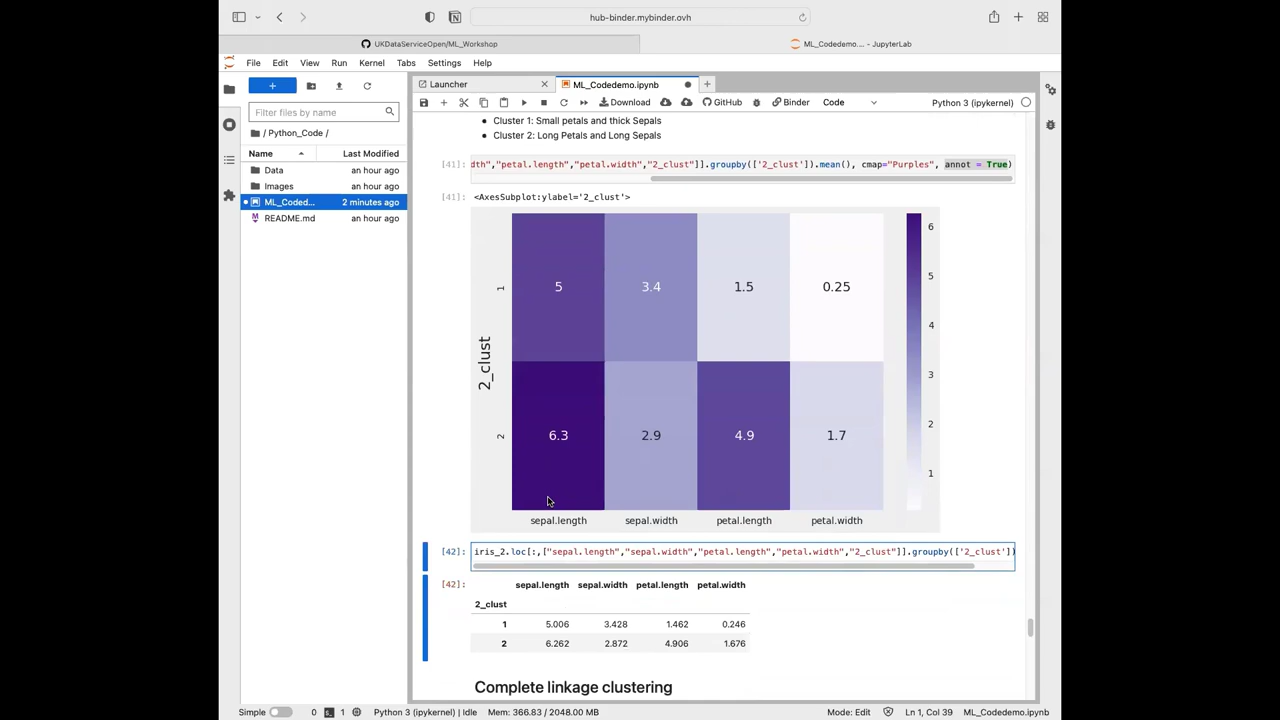 hub-binder.mybinder.ovh
UKDataServiceOpen/ML_Workshop
ML_Codedemo.... - JupyterLab
File Edit View Run Kernel Tabs Settings Help
Launcher
ML_Codedemo.ipynb
Filter files by name
Download
GitHub
Binder
Code
Python 3 (ipykernel)
/ Python_Code /
Name Last Modified
Data an hour ago
Images an hour ago
ML_Coded... 2 minutes ago
README.md an hour ago
Cluster 1: Small petals and thick Sepals
Cluster 2: Long Petals and Long Sepals
[41]: dth","petal.length","petal.width","2_clust"]].groupby(['2_clust']).mean(), cmap="Purples", annot = True)
[41]: <AxesSubplot:ylabel='2_clust'>
2_clust
1 5 3.4 1.5 0.25
2 6.3 2.9 4.9 1.7
sepal.length sepal.width petal.length petal.width
6
5
4
3
2
1
[42]: iris_2.loc[:,["sepal.length","sepal.width","petal.length","petal.width","2_clust"]].groupby(['2_clust'])
[42]: sepal.length sepal.width petal.length petal.width
2_clust
1 5.006 3.428 1.462 0.246
2 6.262 2.872 4.906 1.676
Complete linkage clustering
Simple 0 1 Python 3 (ipykernel) | Idle Mem: 366.83 / 2048.00 MB Mode: Edit Ln 1, Col 39 ML_Codedemo.ipynb